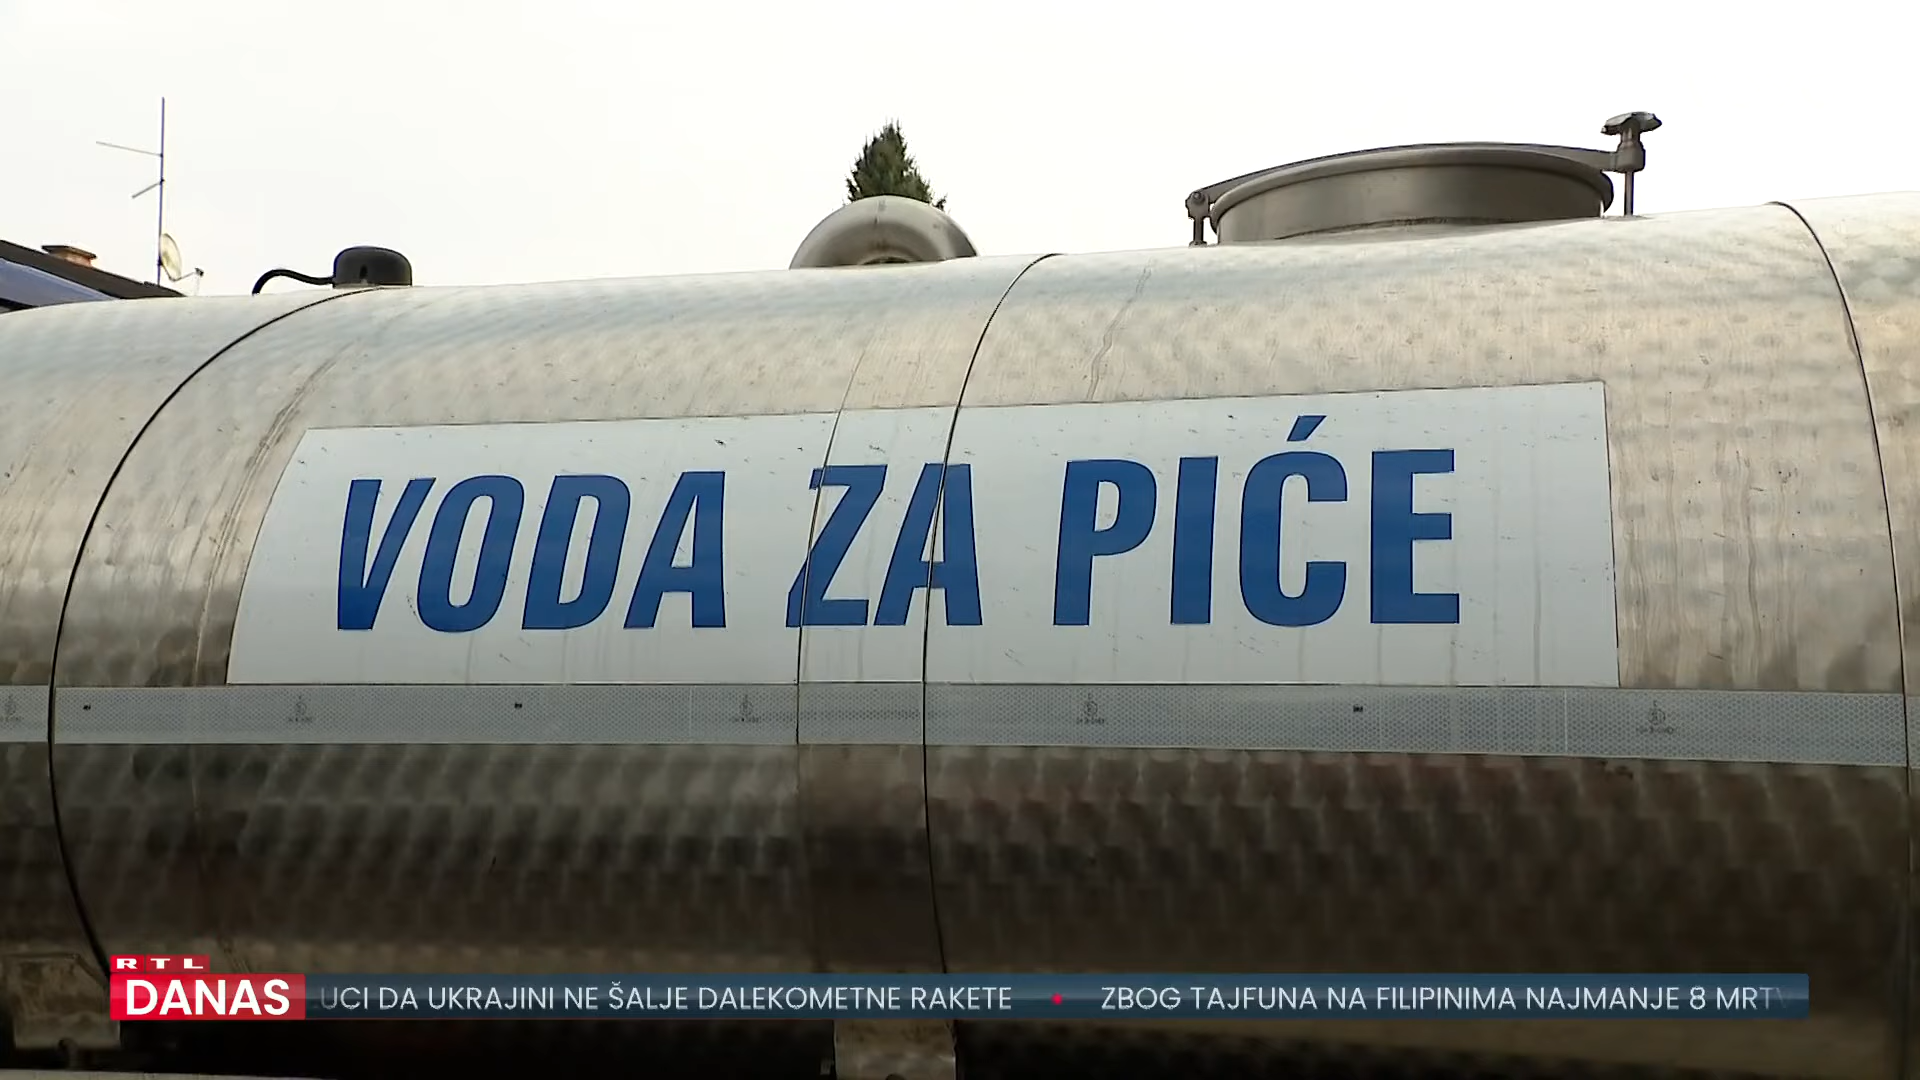 VODA ZA PIĆE
RTL
DANAS
UCI DA UKRAJINI NE ŠALJE DALEKOMETNE RAKETE • ZBOG TAJFUNA NA FILIPINIMA NAJMANJE 8